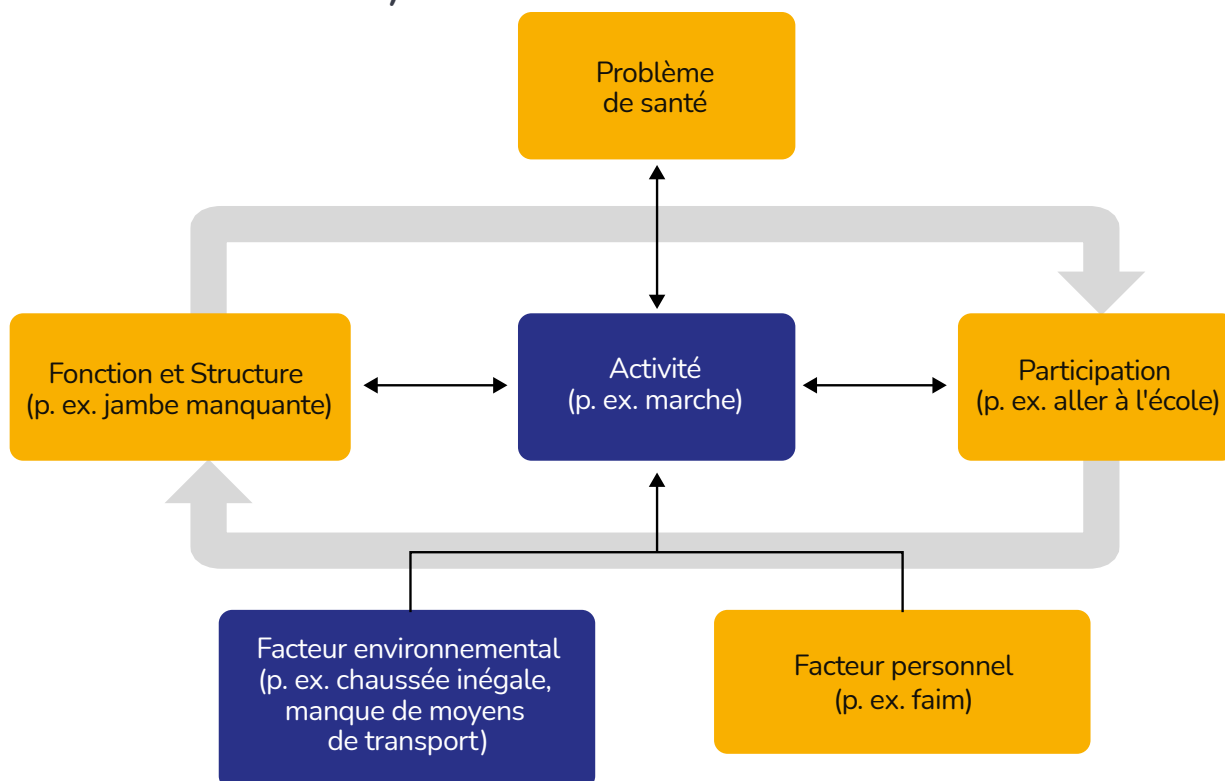 Problème
de santé
Fonction et Structure
(p. ex. jambe manquante)
Activité
(p. ex. marche)
Participation
(p. ex. aller à l'école)
Facteur environnemental
(p. ex. chaussée inégale,
manque de moyens
de transport)
Facteur personnel
(p. ex. faim)